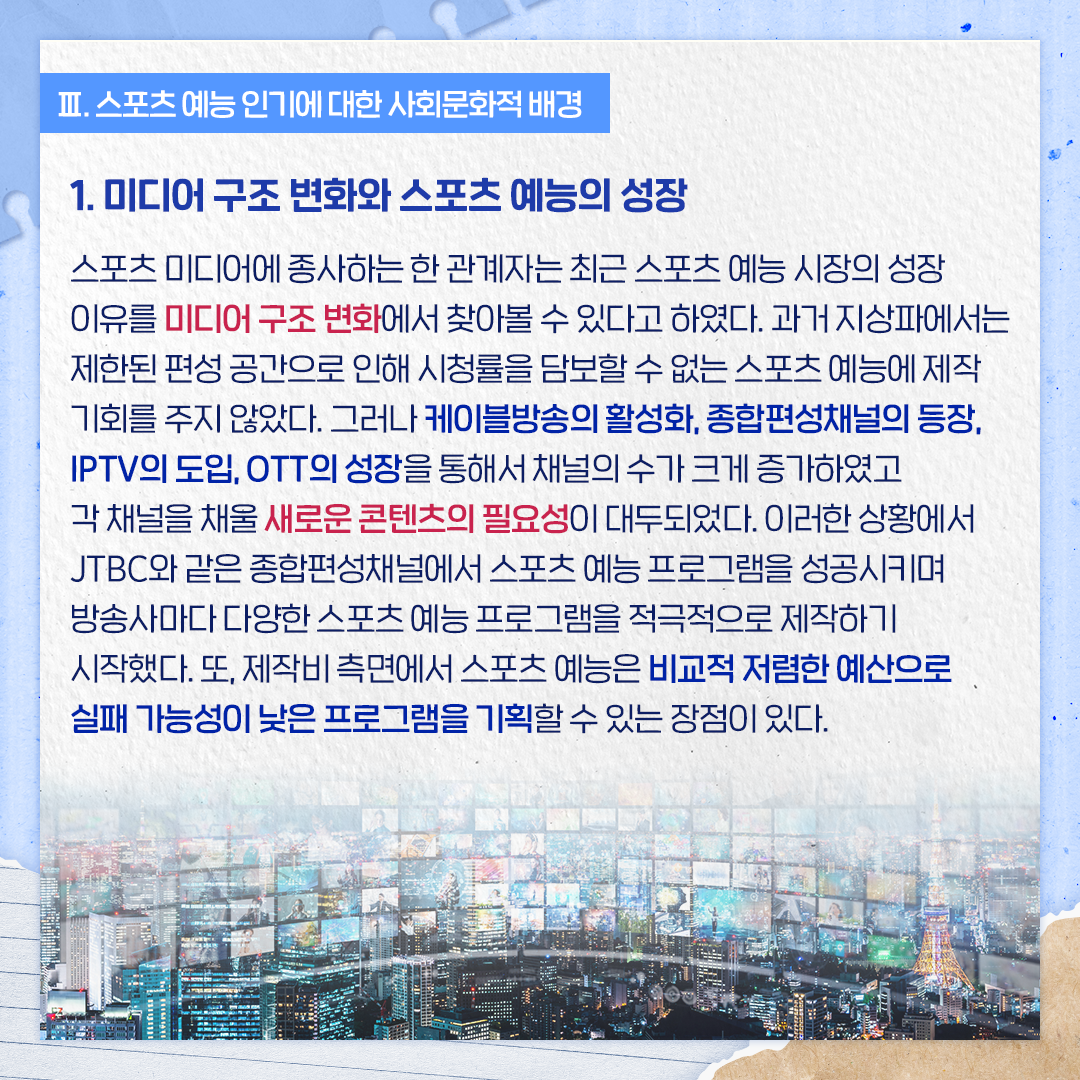 Ⅲ. 스포츠 예능 인기에 대한 사회문화적 배경
1. 미디어 구조 변화와 스포츠 예능의 성장
스포츠 미디어에 종사하는 한 관계자는 최근 스포츠 예능 시장의 성장
이유를 미디어 구조 변화에서 찾아볼 수 있다고 하였다. 과거 지상파에서는
제한된 편성 공간으로 인해 시청률을 담보할 수 없는 스포츠 예능에 제작
기회를 주지 않았다. 그러나 케이블방송의 활성화, 종합편성채널의 등장,
IPTV의 도입, OTT의 성장을 통해서 채널의 수가 크게 증가하였고
각 채널을 채울 새로운 콘텐츠의 필요성이 대두되었다. 이러한 상황에서
JTBC와 같은 종합편성채널에서 스포츠 예능 프로그램을 성공시키며
방송사마다 다양한 스포츠 예능 프로그램을 적극적으로 제작하기
시작했다. 또, 제작비 측면에서 스포츠 예능은 비교적 저렴한 예산으로
실패 가능성이 낮은 프로그램을 기획할 수 있는 장점이 있다.